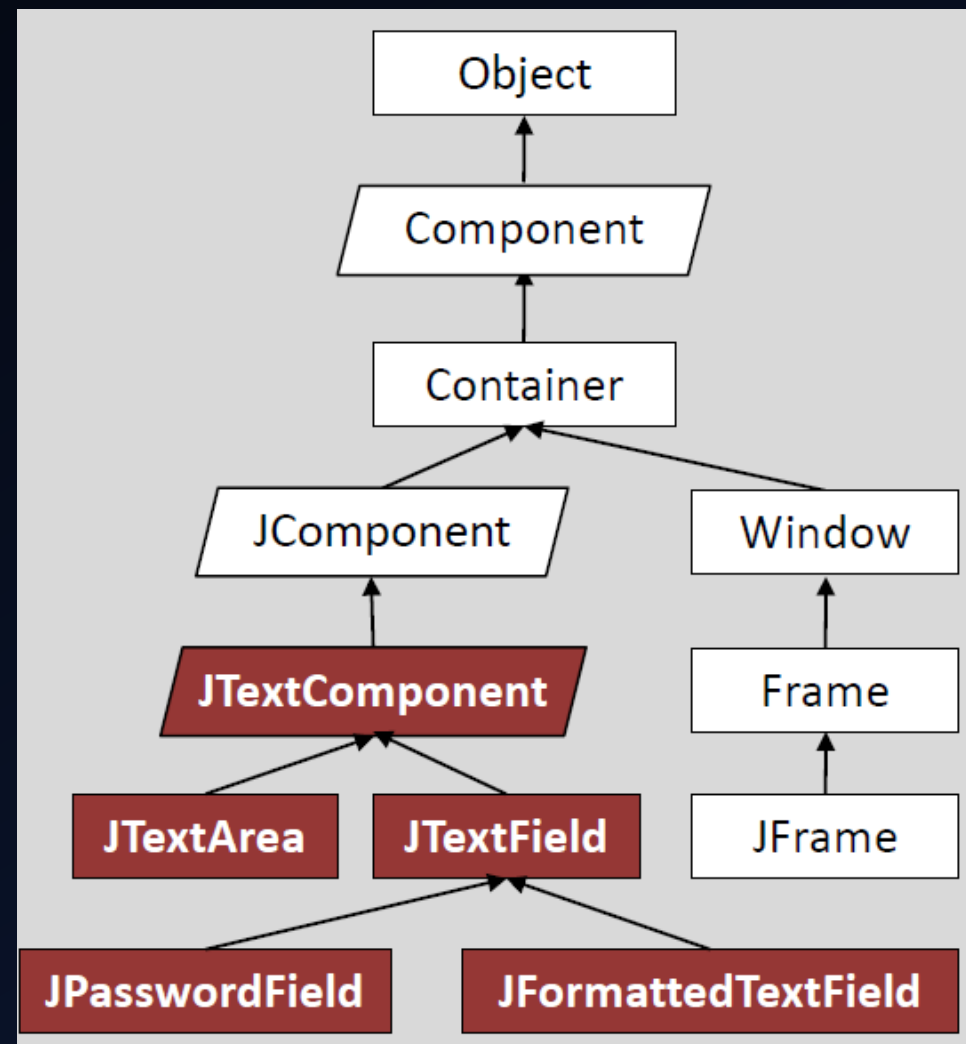 Object
Component
Container
JComponent
Window
JTextComponent
Frame
JTextArea
JTextField
JFrame
JPasswordField
JFormattedTextField